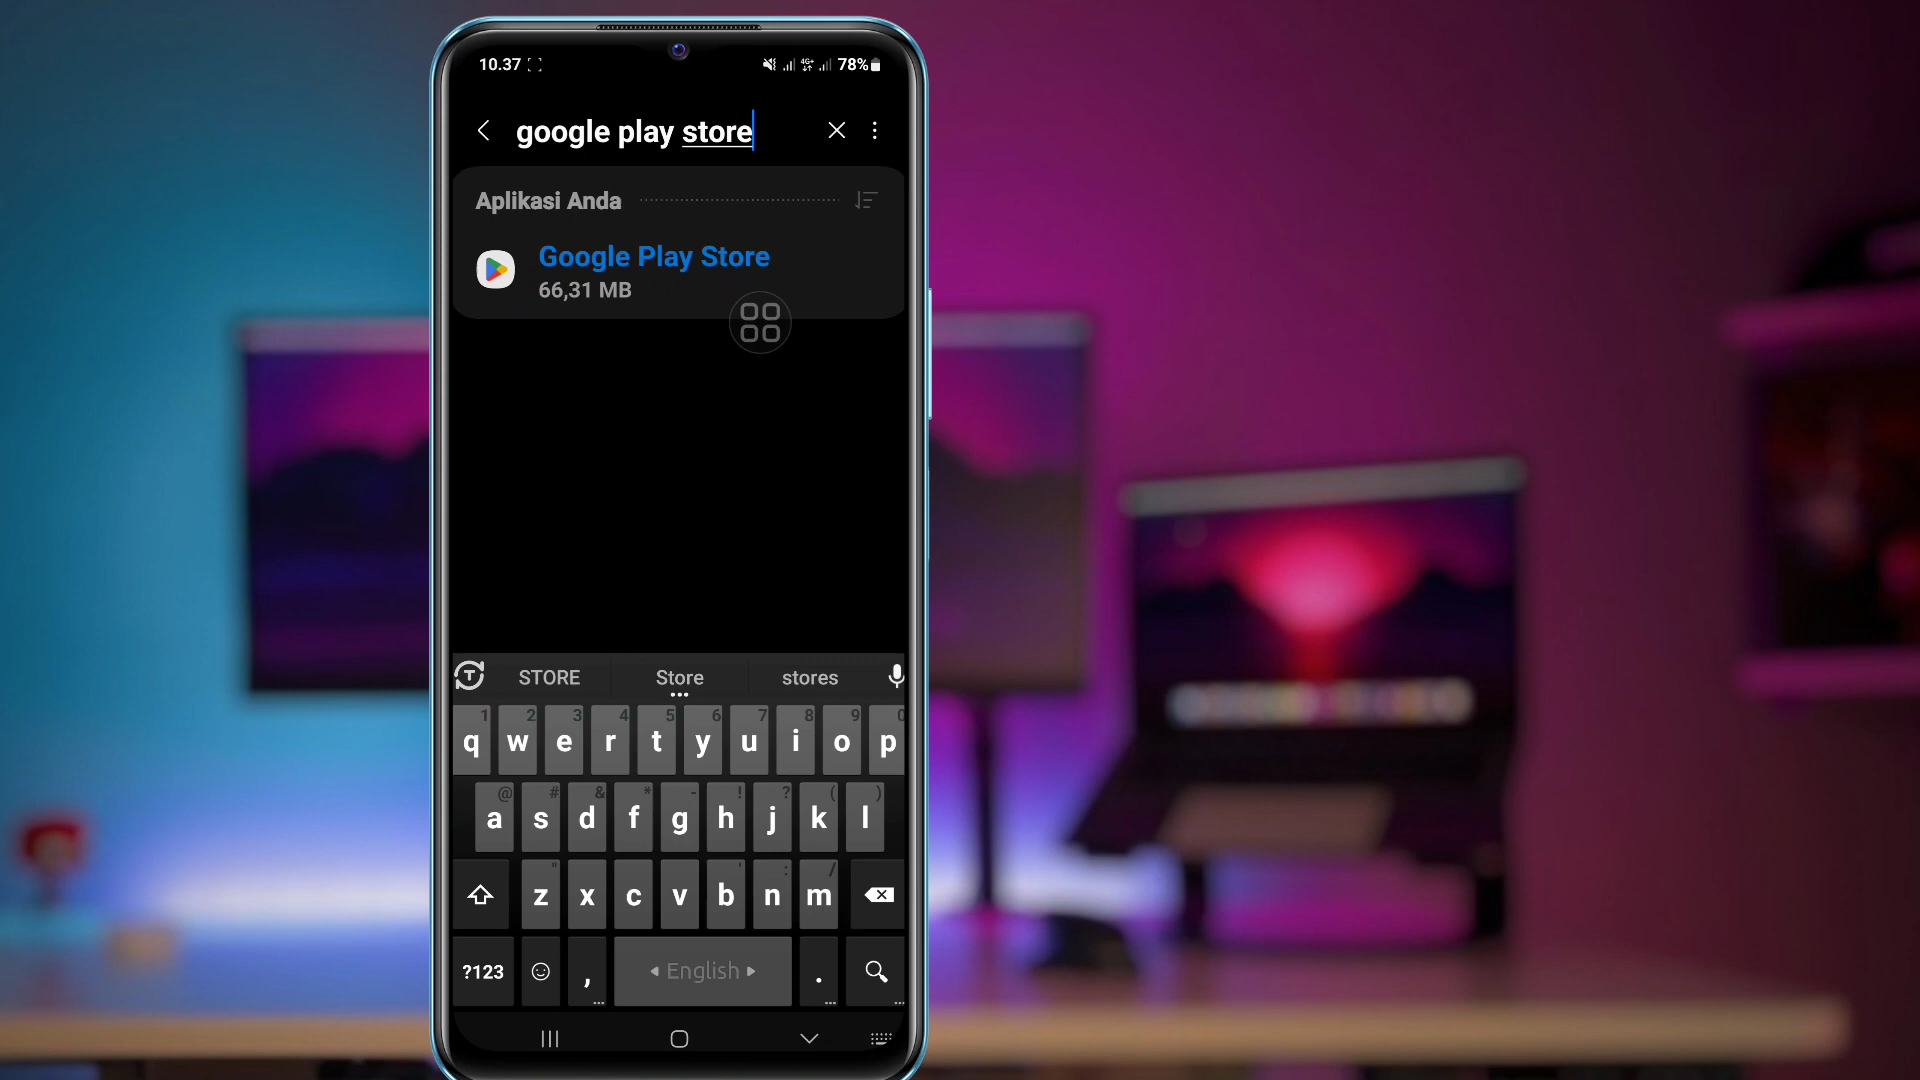 10.37 4G+ 78%
google play store
Aplikasi Anda
Google Play Store
66,31 MB
STORE Store stores
1 2 3 4 5 6 7 8 9 0
q w e r t y u i o p
@ # & * - ! ? ( )
a s d f g h j k l
" ' : /
z x c v b n m
?123 , English .